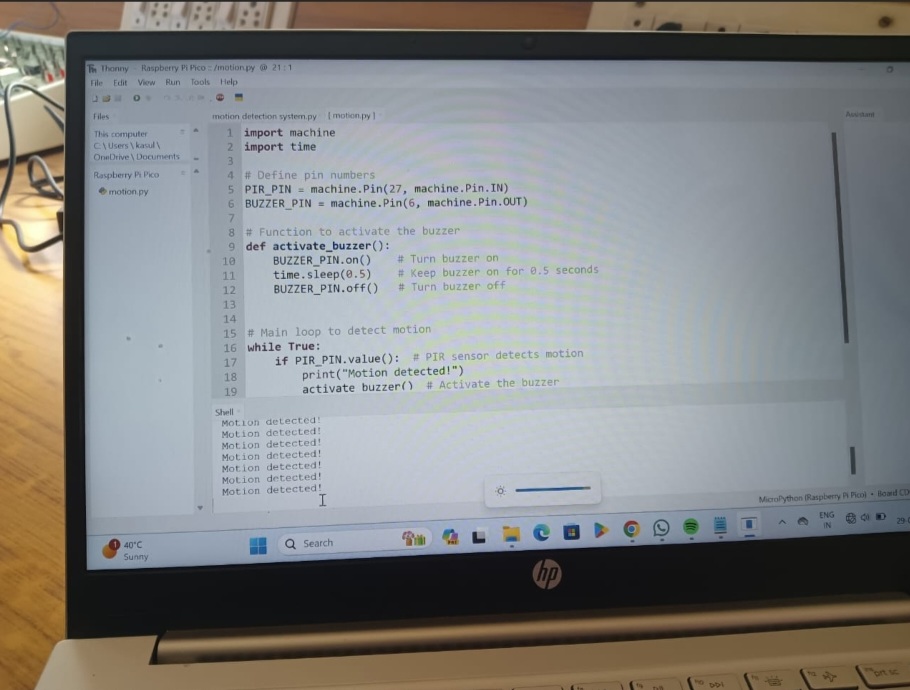 Thonny - Raspberry Pi Pico :: /motion.py @ 21 : 1
File Edit View Run Tools Help
Files
motion detection system.py [ motion.py ]
Assistant
This computer
C: \ Users \ kasul \
OneDrive \ Documents
Raspberry Pi Pico
motion.py
1 import machine
2 import time
3
4 # Define pin numbers
5 PIR_PIN = machine.Pin(27, machine.Pin.IN)
6 BUZZER_PIN = machine.Pin(6, machine.Pin.OUT)
7
8 # Function to activate the buzzer
9 def activate_buzzer():
10 BUZZER_PIN.on() # Turn buzzer on
11 time.sleep(0.5) # Keep buzzer on for 0.5 seconds
12 BUZZER_PIN.off() # Turn buzzer off
13
14
15 # Main loop to detect motion
16 while True:
17 if PIR_PIN.value(): # PIR sensor detects motion
18 print("Motion detected!")
19 activate_buzzer() # Activate the buzzer
Shell
Motion detected!
Motion detected!
Motion detected!
Motion detected!
Motion detected!
Motion detected!
Motion detected!
MicroPython (Raspberry Pi Pico) • Board CD
1
40°C
Sunny
Search
ENG
IN
29-
hp